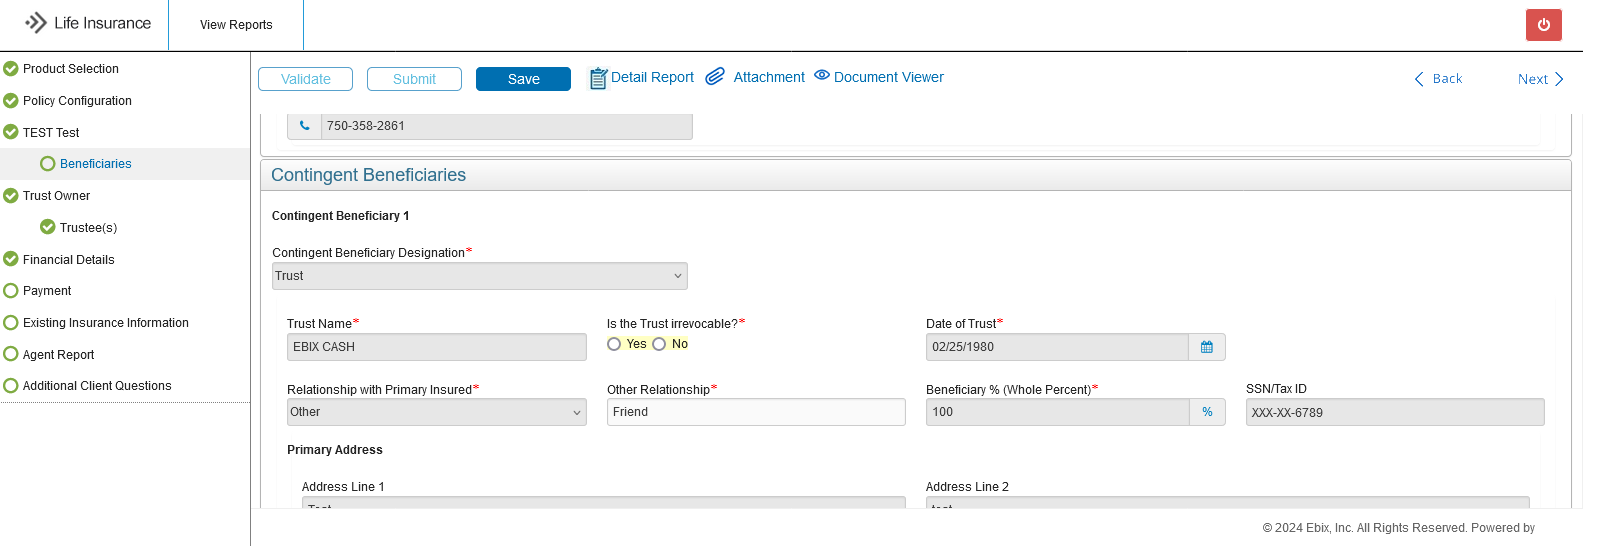 Life Insurance
View Reports
Product Selection
Policy Configuration
TEST Test
Beneficiaries
Trust Owner
Trustee(s)
Financial Details
Payment
Existing Insurance Information
Agent Report
Additional Client Questions
Validate Submit Save Detail Report Attachment Document Viewer Back Next
750-358-2861
Contingent Beneficiaries
Contingent Beneficiary 1
Contingent Beneficiary Designation*
Trust
Trust Name* Is the Trust irrevocable?* Date of Trust*
EBIX CASH Yes No 02/25/1980
Relationship with Primary Insured* Other Relationship* Beneficiary % (Whole Percent)* SSN/Tax ID
Other Friend 100 % XXX-XX-6789
Primary Address
Address Line 1 Address Line 2
Test test
© 2024 Ebix, Inc. All Rights Reserved. Powered by